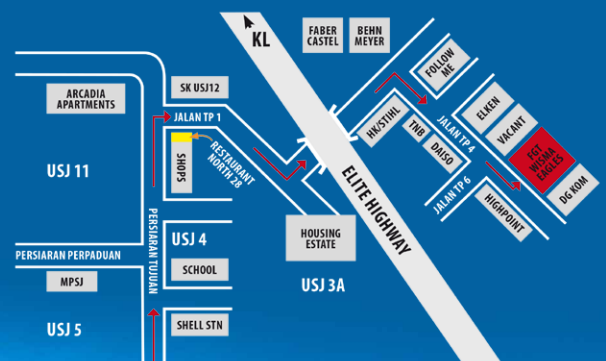 KL
FABER
CASTEL
BEHN
MEYER
FOLLOW
ME
ARCADIA
APARTMENTS
SK USJ12
JALAN TP 1
HK/STIHL
TNB
DAISO
JALAN TP 4
ELKEN
VACANT
FGT
WISMA
EAGLES
DG KOM
JALAN TP 6
HIGHPOINT
USJ 11
SHOPS
RESTAURANT
NORTH 28
ELITE HIGHWAY
PERSIARAN TUJUAN
USJ 4
HOUSING
ESTATE
PERSIARAN PERPADUAN
SCHOOL
MPSJ
USJ 3A
USJ 5
SHELL STN